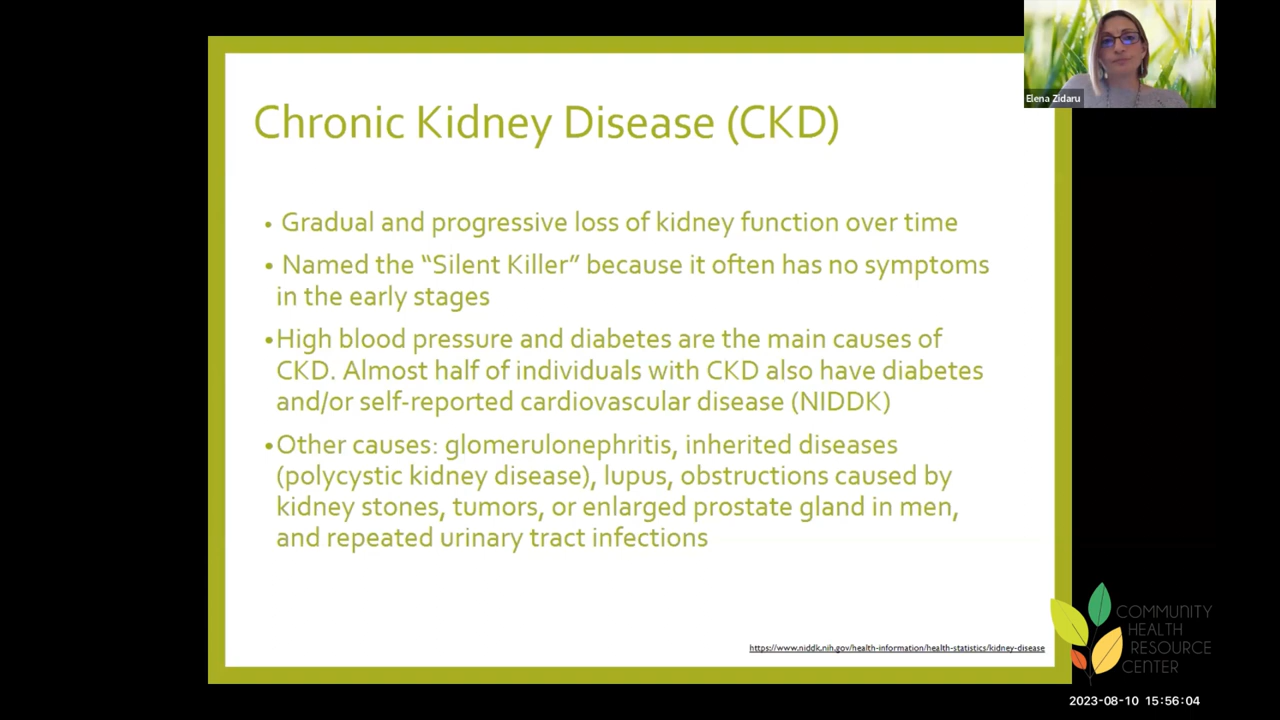 Elena Zidaru
Chronic Kidney Disease (CKD)
• Gradual and progressive loss of kidney function over time
• Named the “Silent Killer” because it often has no symptoms
in the early stages
•High blood pressure and diabetes are the main causes of
CKD. Almost half of individuals with CKD also have diabetes
and/or self-reported cardiovascular disease (NIDDK)
•Other causes: glomerulonephritis, inherited diseases
(polycystic kidney disease), lupus, obstructions caused by
kidney stones, tumors, or enlarged prostate gland in men,
and repeated urinary tract infections
https://www.niddk.nih.gov/health-information/health-statistics/kidney-disease
COMMUNITY
HEALTH
RESOURCE
CENTER
2023-08-10 15:56:04